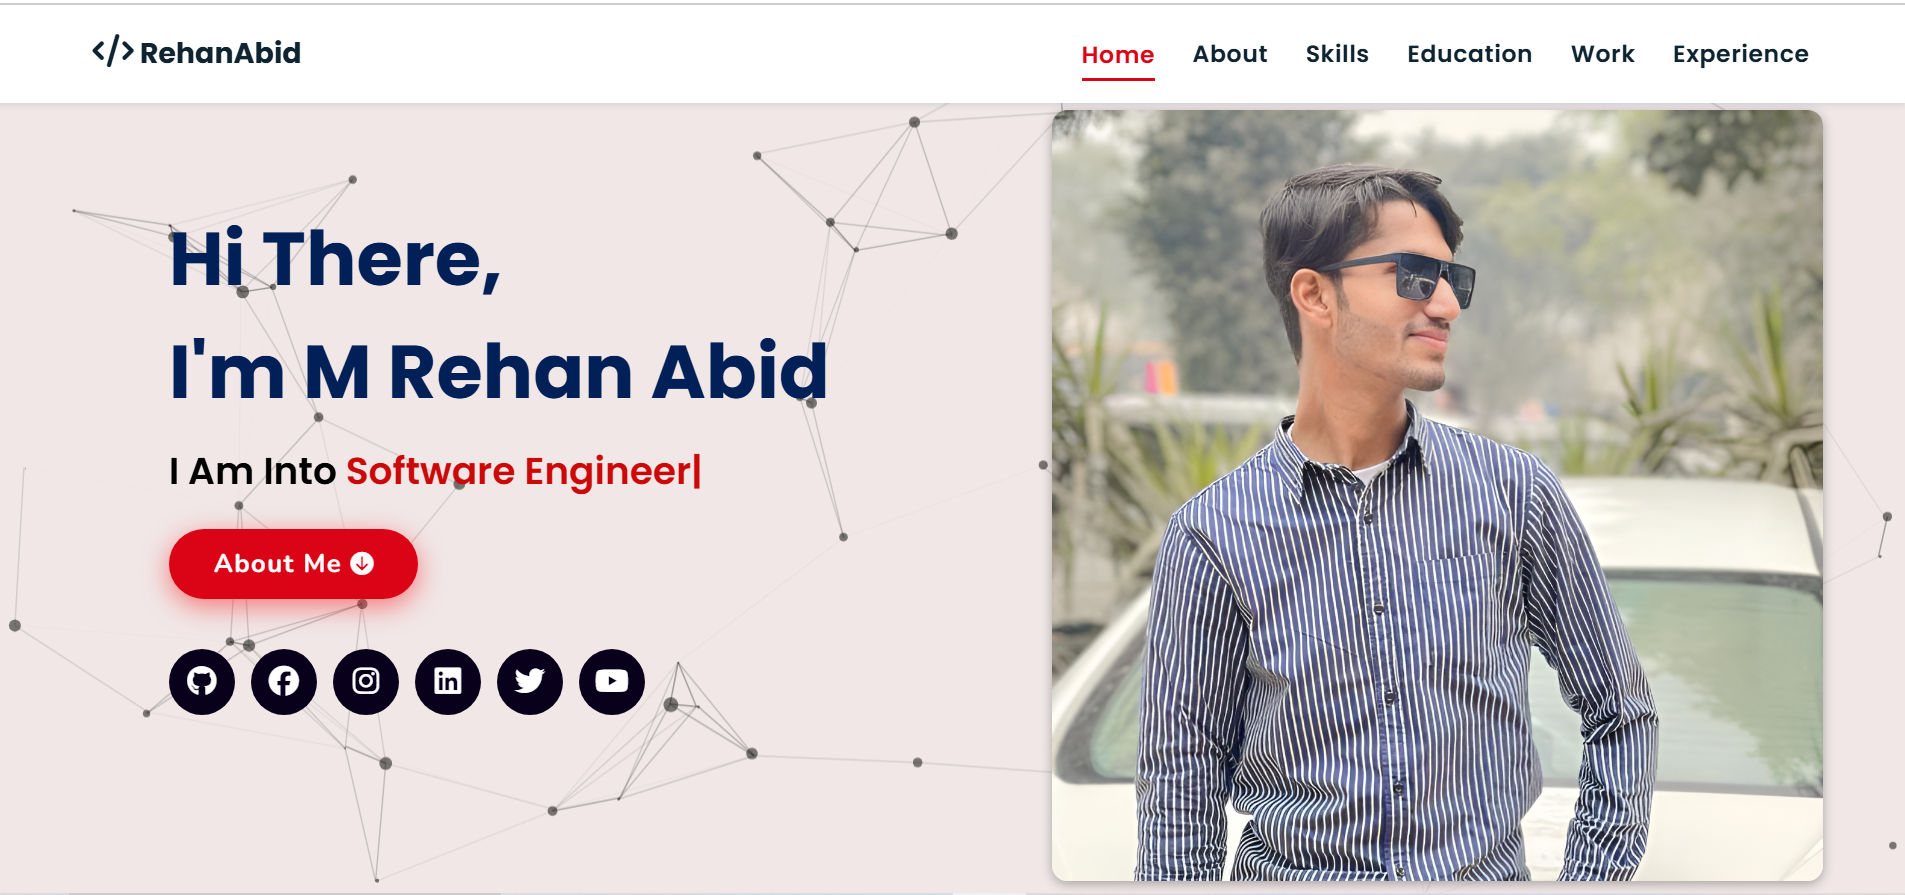 </> RehanAbid
Home About Skills Education Work Experience
Hi There,
I'm M Rehan Abid
I Am Into Software Engineer|
About Me